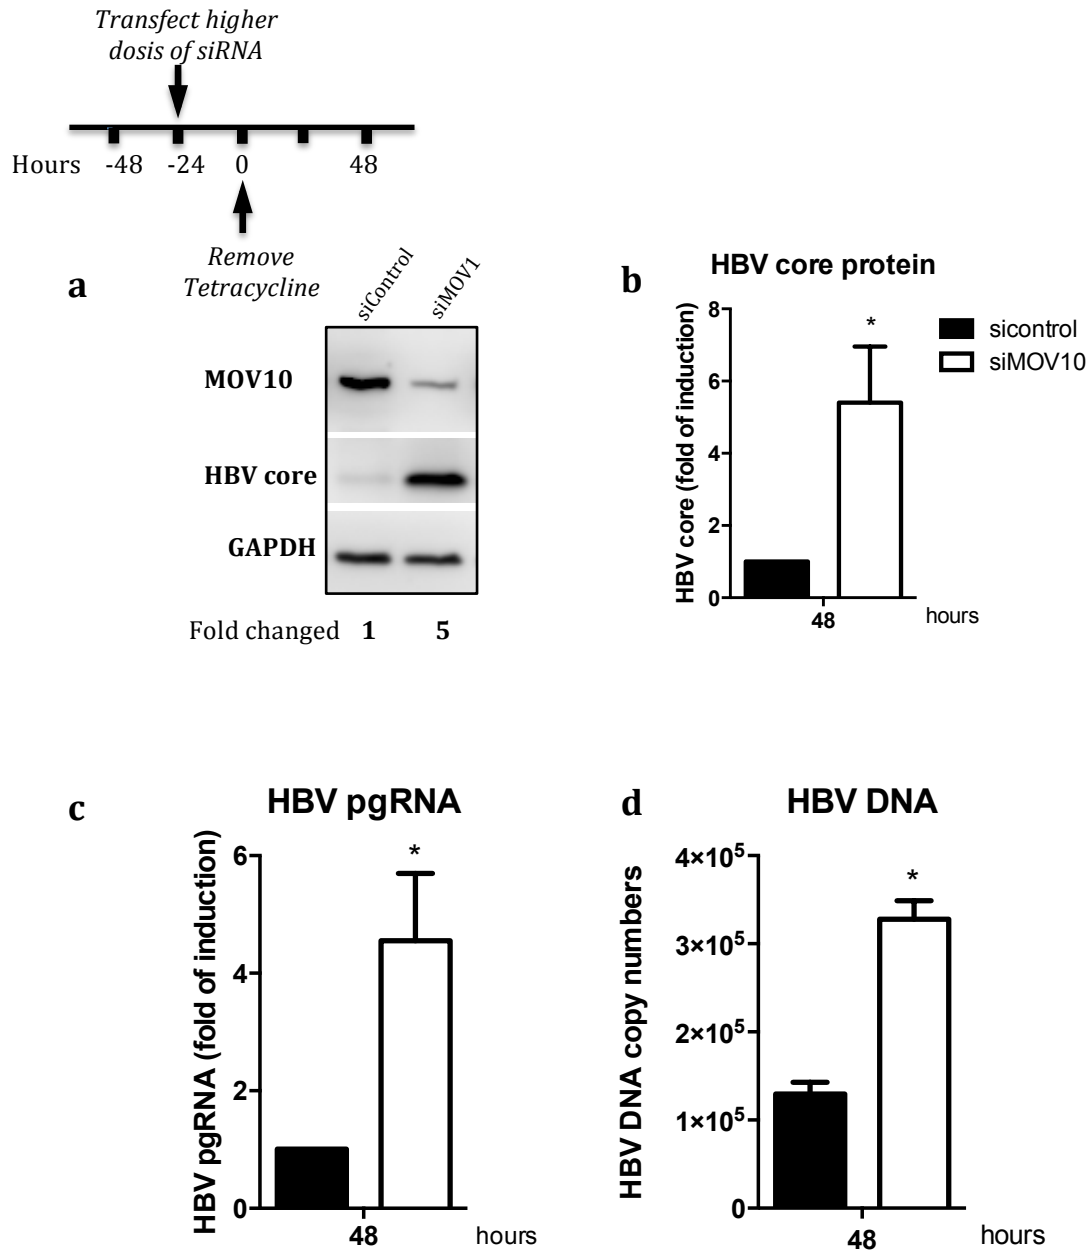 Transfect higher
dosis of siRNA
Hours -48 -24 0 48
Remove
Tetracycline
a
siControl
siMOV1
MOV10
HBV core
GAPDH
Fold changed 1 5
b
HBV core protein
HBV core (fold of induction)
8
6
4
2
0
*
48
hours
sicontrol
siMOV10
c
HBV pgRNA
HBV pgRNA (fold of induction)
6
4
2
0
*
48
hours
d
HBV DNA
HBV DNA copy numbers
4×10⁵
3×10⁵
2×10⁵
1×10⁵
0
*
48
hours